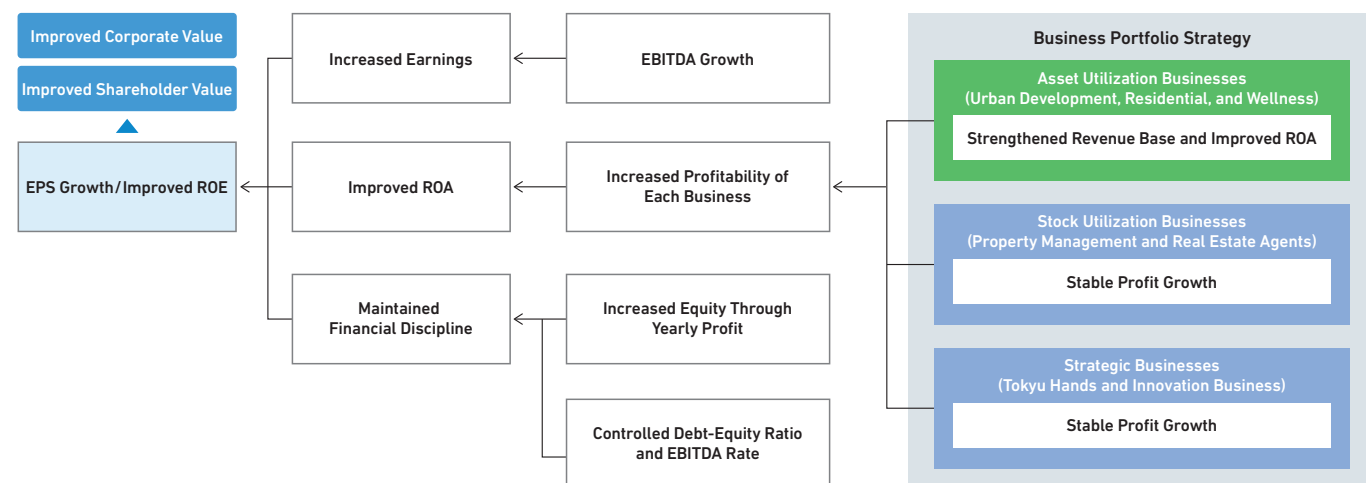 Improved Corporate Value
Improved Shareholder Value
EPS Growth/Improved ROE
Increased Earnings
Improved ROA
Maintained
Financial Discipline
EBITDA Growth
Increased Profitability of
Each Business
Increased Equity Through
Yearly Profit
Controlled Debt-Equity Ratio
and EBITDA Rate
Business Portfolio Strategy
Asset Utilization Businesses
(Urban Development, Residential, and Wellness)
Strengthened Revenue Base and Improved ROA
Stock Utilization Businesses
(Property Management and Real Estate Agents)
Stable Profit Growth
Strategic Businesses
(Tokyu Hands and Innovation Business)
Stable Profit Growth